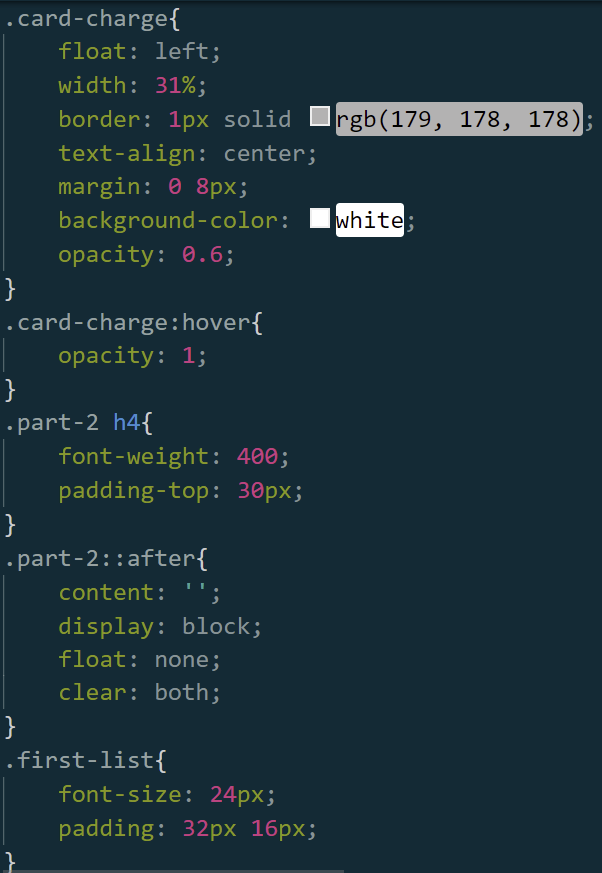 .card-charge{
    float: left;
    width: 31%;
    border: 1px solid rgb(179, 178, 178);
    text-align: center;
    margin: 0 8px;
    background-color: white;
    opacity: 0.6;
}
.card-charge:hover{
    opacity: 1;
}
.part-2 h4{
    font-weight: 400;
    padding-top: 30px;
}
.part-2::after{
    content: '';
    display: block;
    float: none;
    clear: both;
}
.first-list{
    font-size: 24px;
    padding: 32px 16px;
}